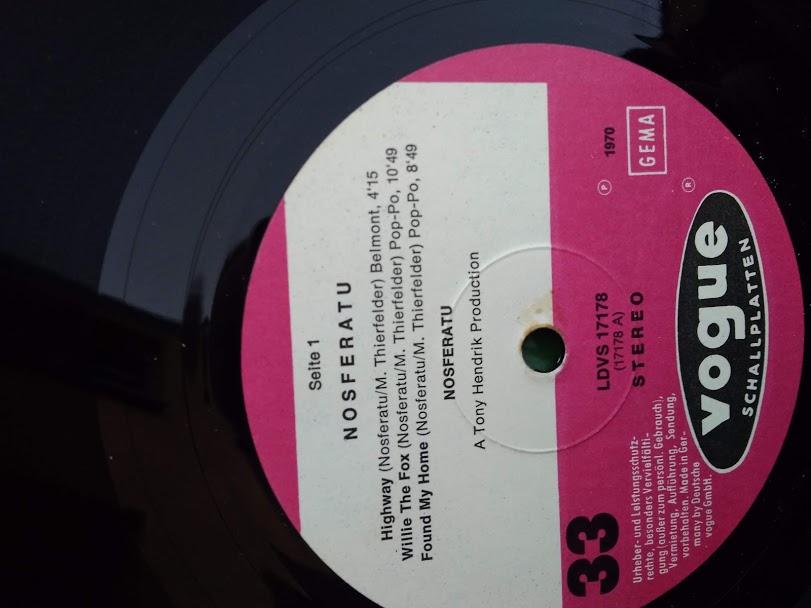 Seite 1
NOSFERATU
Highway (Nosferatu/M. Thierfelder) Belmont, 4'15
Willie The Fox (Nosferatu/M. Thierfelder) Pop-Po, 10'49
Found My Home (Nosferatu/M. Thierfelder) Pop-Po, 8'49
NOSFERATU
A Tony Hendrik Production
33
LDVS 17178
(17178 A)
STEREO
℗ 1970
GEMA
Urheber- und Leistungsschutz-
rechte, besonders Vervielfälti-
gung (außer zum persönl. Gebrauch),
Vermietung, Aufführung, Sendung,
vorbehalten. Made in Ger-
many by Deutsche
vogue GmbH.
vogue ®
SCHALLPLATTEN